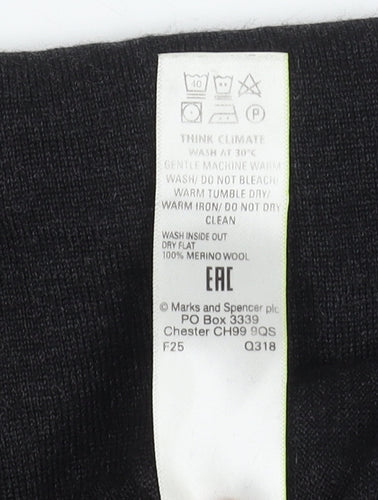 40
P
THINK CLIMATE
WASH AT 30°C
GENTLE MACHINE WARM
WASH/ DO NOT BLEACH/
WARM TUMBLE DRY/
WARM IRON/ DO NOT DRY
CLEAN
WASH INSIDE OUT
DRY FLAT
100% MERINO WOOL
EAC
© Marks and Spencer plc
PO Box 3339
Chester CH99 9QS
F25 Q318